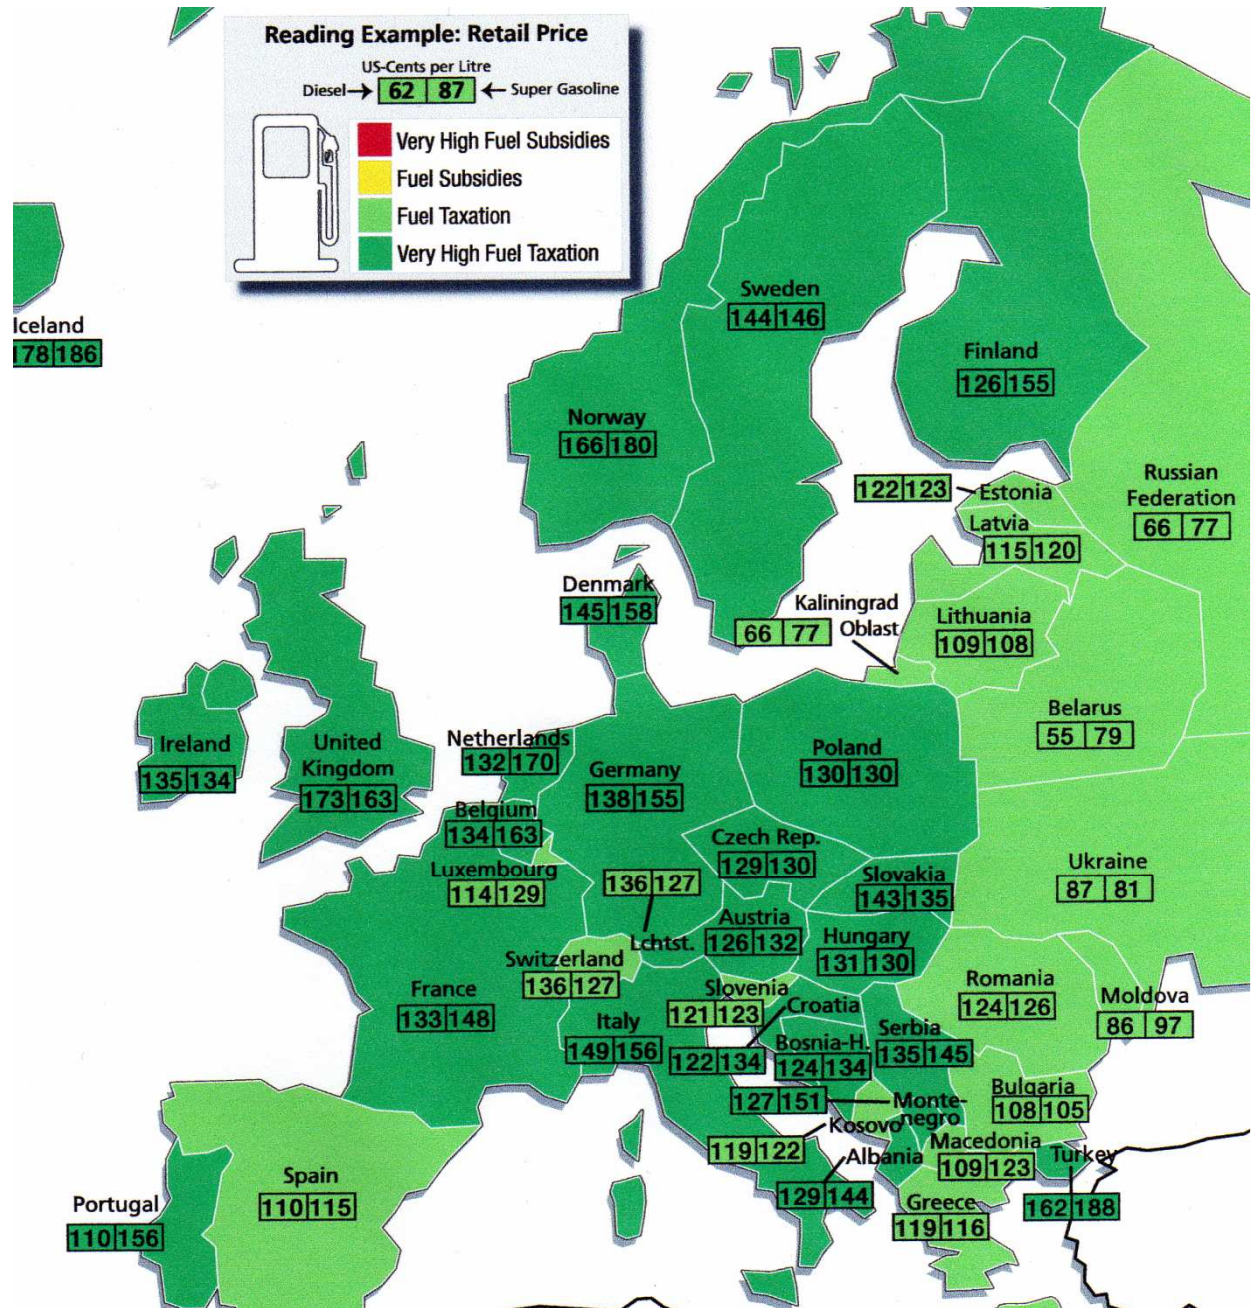 Reading Example: Retail Price
US-Cents per Litre
Diesel 62 87 Super Gasoline
Very High Fuel Subsidies
Fuel Subsidies
Fuel Taxation
Very High Fuel Taxation
Iceland
178 186
Sweden
144 146
Finland
126 155
Norway
166 180
Russian
Federation
66 77
122 123 Estonia
Latvia
115 120
Denmark
145 158
Kaliningrad
Oblast
66 77
Lithuania
109 108
Belarus
55 79
Ireland
135 134
United
Kingdom
173 163
Netherlands
132 170
Germany
138 155
Poland
130 130
Belgium
134 163
Czech Rep.
129 130
Luxembourg
114 129
136 127
Lchtst.
Slovakia
143 135
Ukraine
87 81
Austria
126 132
Hungary
131 130
Switzerland
136 127
France
133 148
Slovenia
121 123
Croatia
122 134
Romania
124 126
Moldova
86 97
Italy
149 156
Bosnia-H.
124 134
Serbia
135 145
127 151
Monte-
negro
Bulgaria
108 105
Kosovo
119 122
Albania
129 144
Macedonia
109 123
Turkey
162 188
Greece
119 116
Spain
110 115
Portugal
110 156